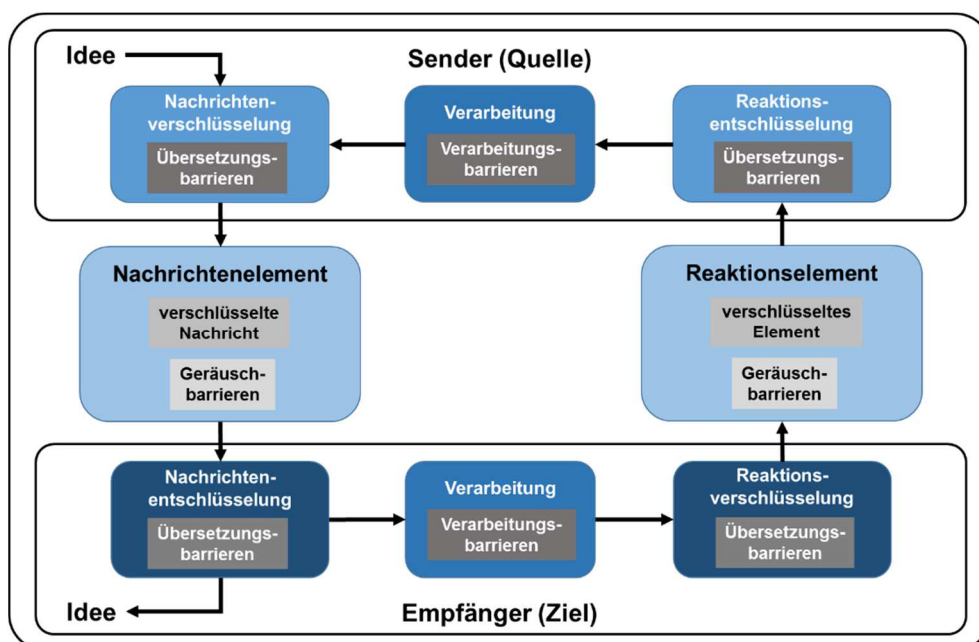 Idee
Sender (Quelle)
Nachrichten-
verschlüsselung
Übersetzungs-
barrieren
Verarbeitung
Verarbeitungs-
barrieren
Reaktions-
entschlüsselung
Übersetzungs-
barrieren
Nachrichtenelement
verschlüsselte
Nachricht
Geräusch-
barrieren
Reaktionselement
verschlüsseltes
Element
Geräusch-
barrieren
Nachrichten-
entschlüsselung
Übersetzungs-
barrieren
Verarbeitung
Verarbeitungs-
barrieren
Reaktions-
verschlüsselung
Übersetzungs-
barrieren
Idee
Empfänger (Ziel)